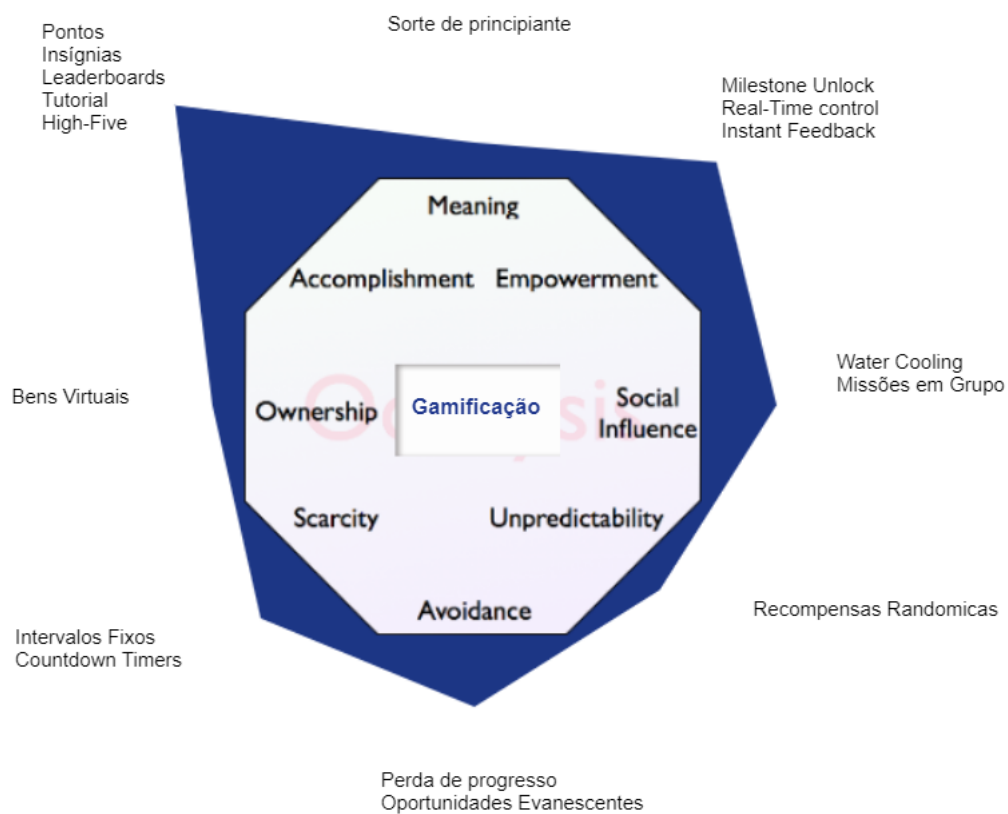 Sorte de principiante
Pontos
Insígnias
Leaderboards
Tutorial
High-Five
Milestone Unlock
Real-Time control
Instant Feedback
Meaning
Accomplishment
Empowerment
Water Cooling
Missões em Grupo
Bens Virtuais
Ownership
Gamificação
Social
Influence
Scarcity
Unpredictability
Avoidance
Recompensas Randomicas
Intervalos Fixos
Countdown Timers
Perda de progresso
Oportunidades Evanescentes